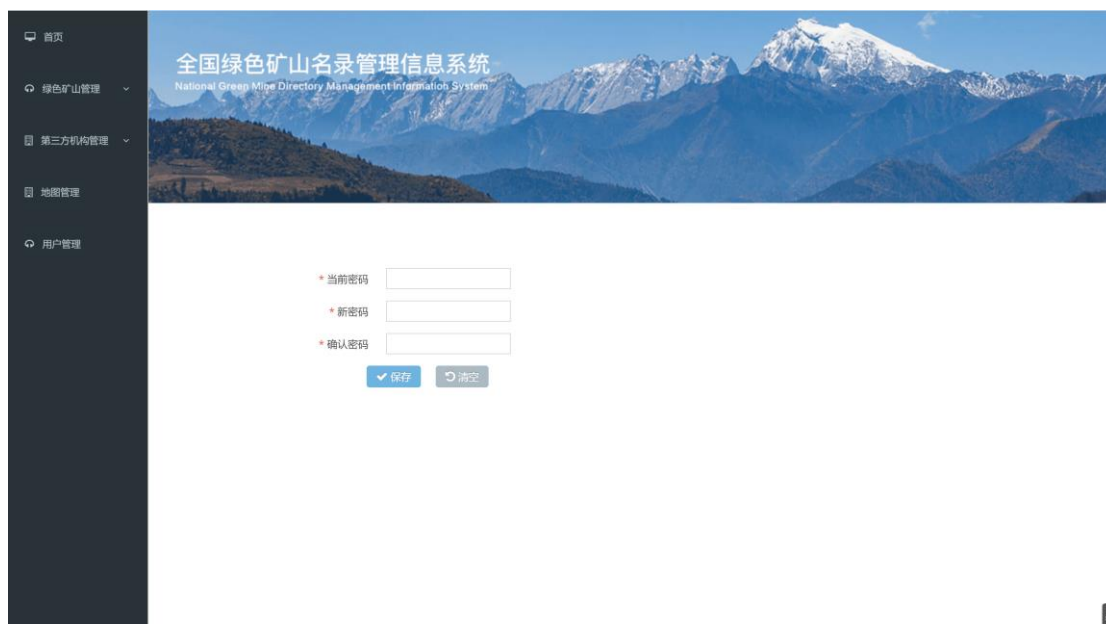 首页
绿色矿山管理
第三方机构管理
地图管理
用户管理
全国绿色矿山名录管理信息系统
National Green Mine Directory Management Information System
* 当前密码
* 新密码
* 确认密码
保存 清空